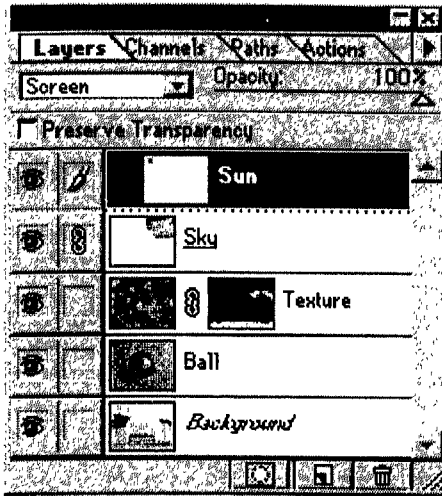 Layers Channels Paths Actions
Screen Opacity: 100%
Preserve Transparency
Sun
Sky
Texture
Ball
Background